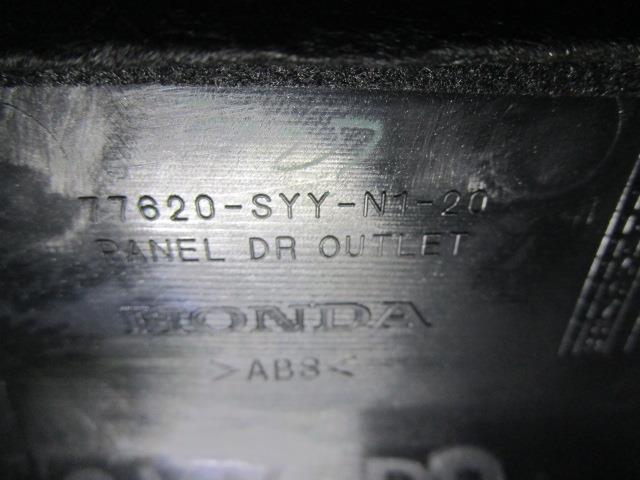 77620-SYY-N1-20
PANEL DR OUTLET
HONDA
>ABS<